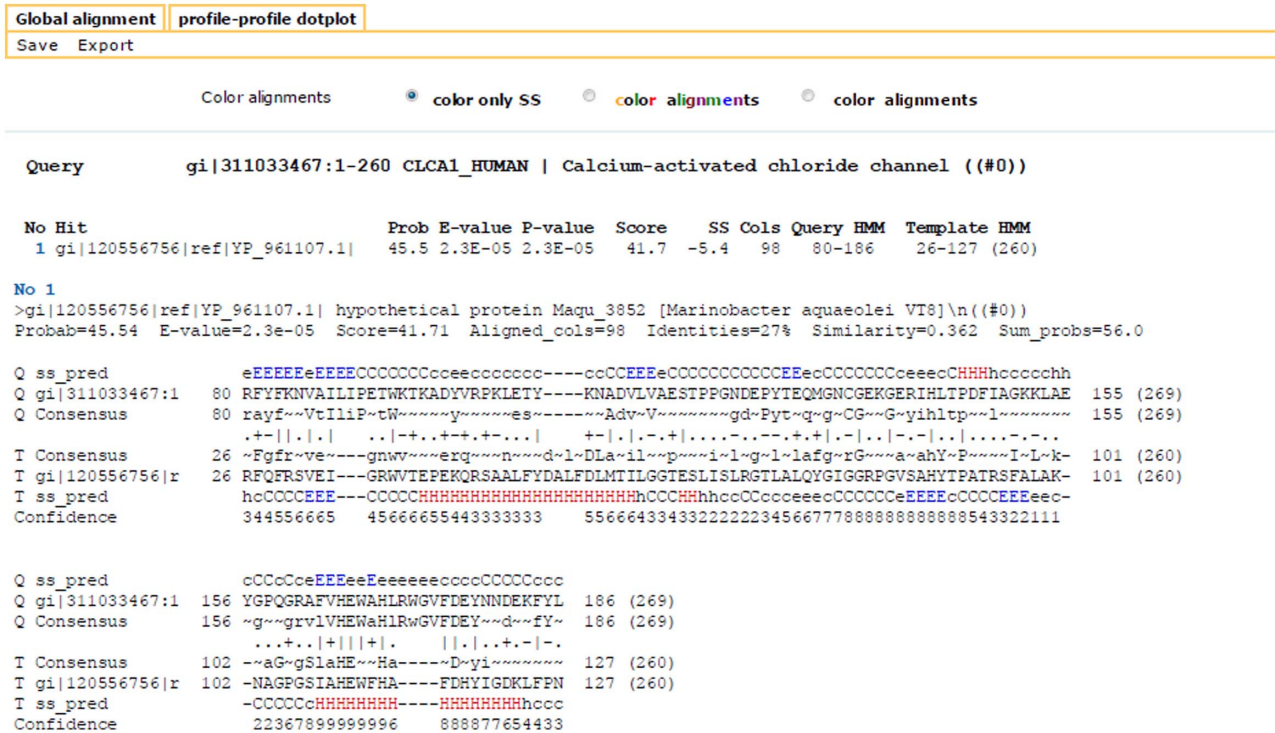 Global alignment profile-profile dotplot
Save Export
Color alignments color only SS color alignments color alignments
Query gi|311033467:1-260 CLCA1_HUMAN | Calcium-activated chloride channel ((#0))
No Hit Prob E-value P-value Score SS Cols Query HMM Template HMM
1 gi|120556756|ref|YP_961107.1| 45.5 2.3E-05 2.3E-05 41.7 -5.4 98 80-186 26-127 (260)
No 1
>gi|120556756|ref|YP_961107.1| hypothetical protein Maqu_3852 [Marinobacter aquaeolei VT8]\n((#0))
Probab=45.54 E-value=2.3e-05 Score=41.71 Aligned_cols=98 Identities=27% Similarity=0.362 Sum_probs=56.0
Q ss_pred eEEEEEeEEEECCCCCCCcceecccccc----ccCCEEEeCCCCCCCCCCCEEecCCCCCCCceeecCHHHhcccchh
Q gi|311033467:1 80 RFYFKNVAILIPETWKTKADYVRPKLETY----KNADVLVAESTPPGNDEPYTEQMGNCGEKGERIHLTPDFIAGKKLAE 155 (269)
Q Consensus 80 rayf~~VtIliP~tW~~~~~y~~~~~es~----~~Adv~V~~~~~~~~gd~Pyt~q~g~CG~~G~yihltp~~l~~~~~~~ 155 (269)
.+-||.|.| ..|-+..+-+.+-...| +-|.|.-.+|....-..--.+.+.|.-|..|-.-|..|....-.-..
T Consensus 26 ~Fgfr~ve~---gnwv~~~erq~~~n~~~d~l~DLa~il~~p~~~i~l~g~l~lafg~rG~~~a~ahY~P~~~~I~L~k- 101 (260)
T gi|120556756|r 26 RFQFRSVEI---GRWVTEPEKQRSAALFYDALFDLMTILGGTESLISLRGTLALQYGIGGRPGVSAHYTPATRSFALAK- 101 (260)
T ss_pred hcCCCCEEE---CCCCCHHHHHHHHHHHHHHHHHHHHHhCCCHHhhccCCccceeecCCCCCCeEEEEcCCCCEEEeec-
Confidence 344556665 45666655443333333 5566643343322222234566777888888888888543322111
Q ss_pred cCCcCceEEEeeEeeeeeeccccCCCCCccc
Q gi|311033467:1 156 YGPQGRAFVHEWAHLRWGVFDEYNNDEKFYL 186 (269)
Q Consensus 156 ~g~~grvlVHEWaHlRwGVFDEY~~d~~fY~ 186 (269)
...+..|+|||+|. ||.|..+.-|-.
T Consensus 102 -~~aG~gSlaHE~~Ha----~D~yi~~~~~~~~ 127 (260)
T gi|120556756|r 102 -NAGPGSIAHEWFHA----FDHYIGDKLFPN 127 (260)
T ss_pred -CCCCCcHHHHHHHH----HHHHHHHHhccc
Confidence 22367899999996 888877654433